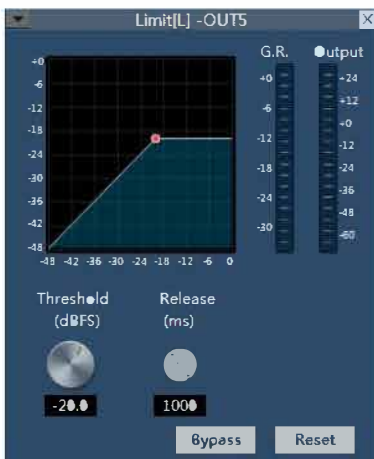 Limit[L] -OUT5
G.R. Output
+0
-6
-12
-18
-24
-30
-36
-42
-48
-48 -42 -36 -30 -24 -18 -12 -6 0
+0
-6
-12
-18
-24
-30
+24
+12
+0
-12
-24
-36
-48
-60
Threshold
(dBFS)
Release
(ms)
-20.0
1000
Bypass
Reset